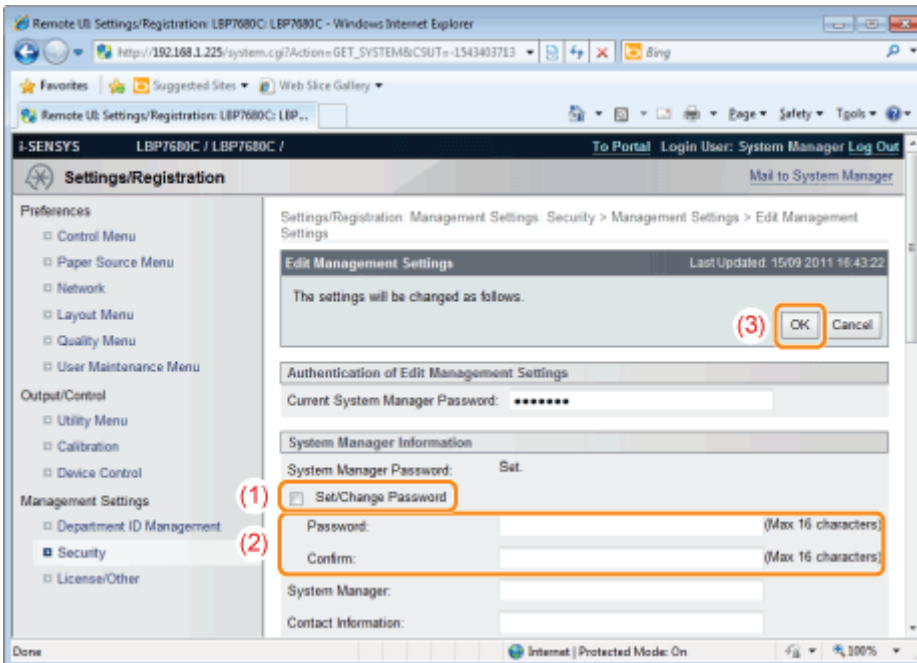 Remote UI: Settings/Registration: LBP7680C: LBP7680C - Windows Internet Explorer
http://192.168.1.225/system.cgi?Action=GET_SYSTEM&CSUT=-1543403713
Bing
Favorites Suggested Sites Web Slice Gallery
Remote UI: Settings/Registration: LBP7680C: LBP... Page Safety Tools
i-SENSYS LBP7680C / LBP7680C / To Portal Login User: System Manager Log Out
Settings/Registration Mail to System Manager
Preferences
Control Menu
Paper Source Menu
Network
Layout Menu
Quality Menu
User Maintenance Menu
Output/Control
Utility Menu
Calibration
Device Control
Management Settings
Department ID Management
Security
License/Other
Settings/Registration: Management Settings: Security > Management Settings > Edit Management
Settings
Edit Management Settings Last Updated: 15/09 2011 16:43:22
The settings will be changed as follows.
(3) OK Cancel
Authentication of Edit Management Settings
Current System Manager Password: •••••••
System Manager Information
System Manager Password: Set.
(1) Set/Change Password
(2)
Password: (Max 16 characters)
Confirm: (Max 16 characters)
System Manager:
Contact Information:
Done Internet | Protected Mode: On 100%